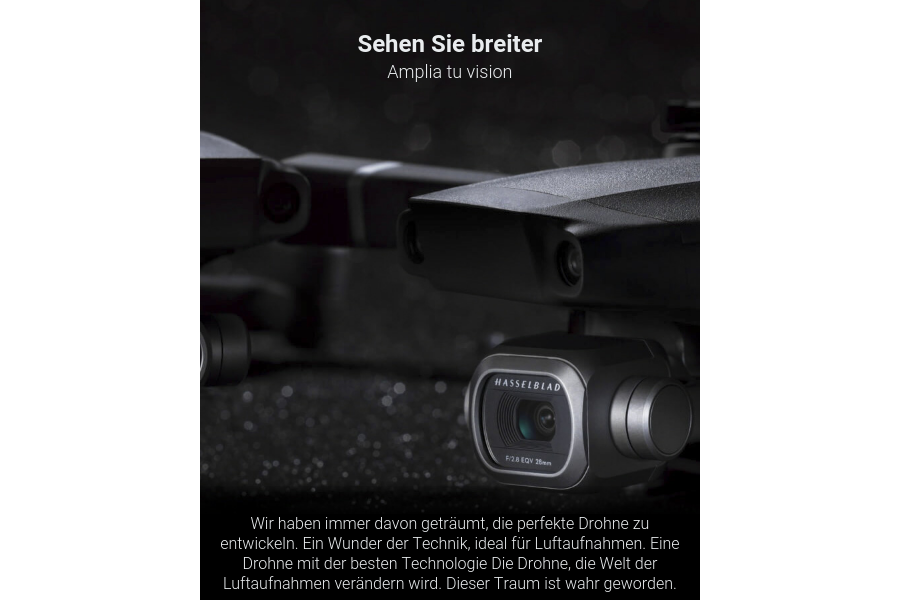 Sehen Sie breiter
Amplia tu vision
HASSELBLAD
F/2.8 EQV 28mm
Wir haben immer davon geträumt, die perfekte Drohne zu
entwickeln. Ein Wunder der Technik, ideal für Luftaufnahmen. Eine
Drohne mit der besten Technologie Die Drohne, die Welt der
Luftaufnahmen verändern wird. Dieser Traum ist wahr geworden.